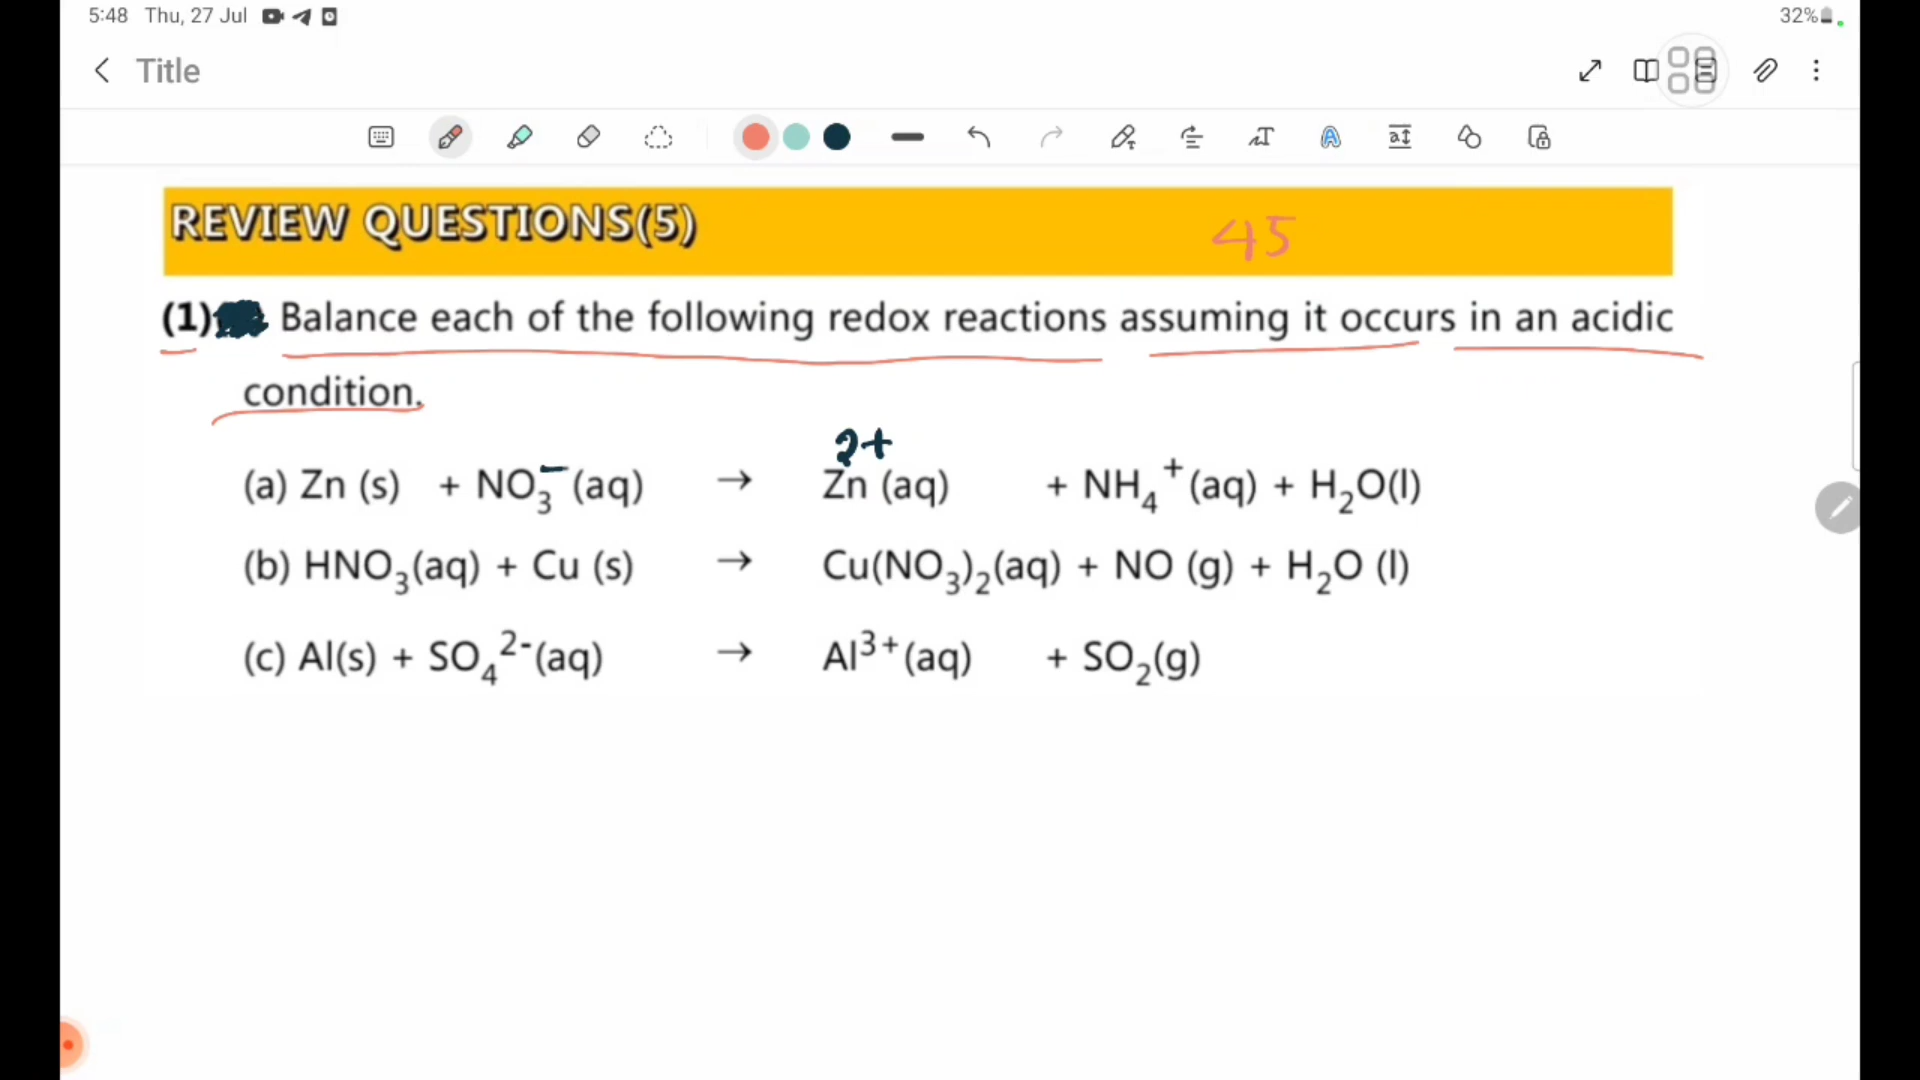 5:48 Thu, 27 Jul 32%
Title
REVIEW QUESTIONS(5) 45
(1) Balance each of the following redox reactions assuming it occurs in an acidic
condition.
2+
(a) Zn (s) + NO₃⁻(aq) → Zn (aq) + NH₄⁺(aq) + H₂O(l)
(b) HNO₃(aq) + Cu (s) → Cu(NO₃)₂(aq) + NO (g) + H₂O (l)
(c) Al(s) + SO₄²⁻(aq) → Al³⁺(aq) + SO₂(g)